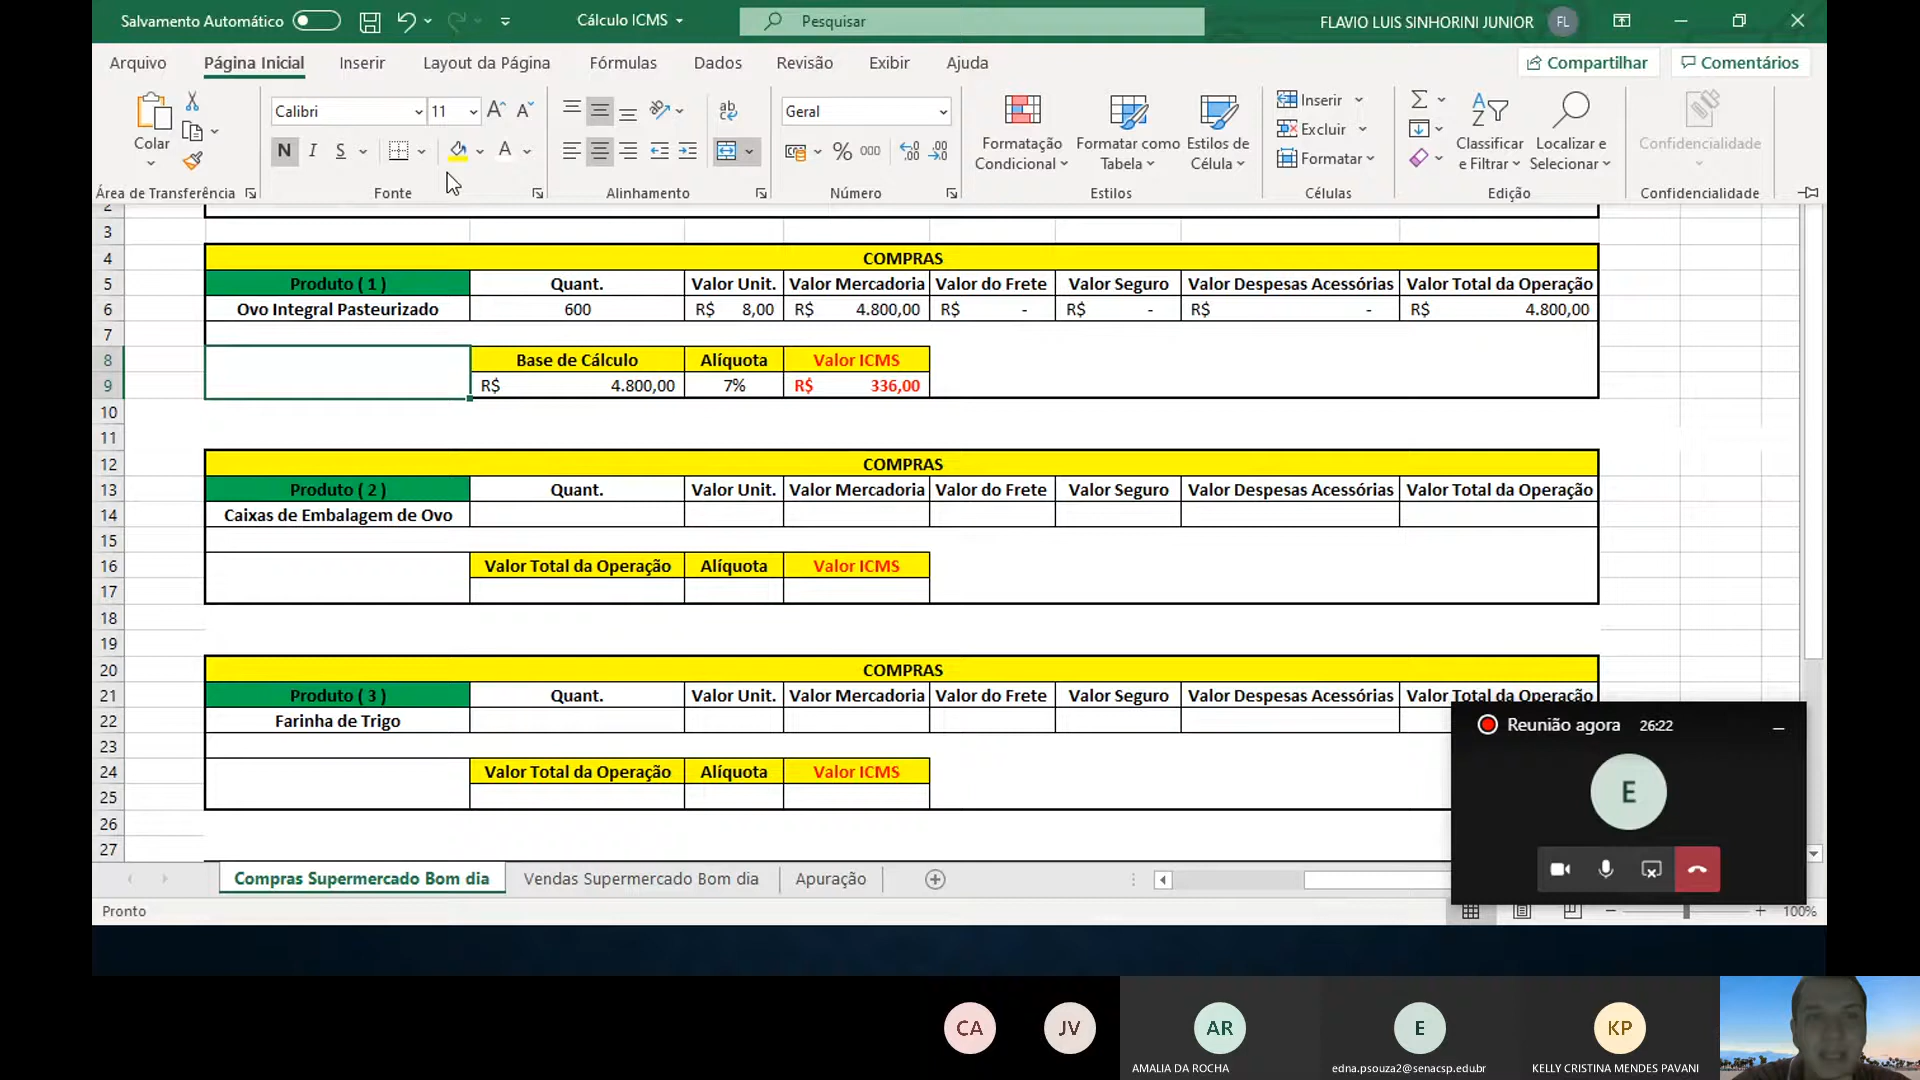 Salvamento Automático
Cálculo ICMS
Pesquisar
FLAVIO LUIS SINHORINI JUNIOR
FL
Arquivo
Página Inicial
Inserir
Layout da Página
Fórmulas
Dados
Revisão
Exibir
Ajuda
Compartilhar
Comentários
Colar
Área de Transferência
Calibri
11
N
I
S
A
Fonte
ab
Alinhamento
Geral
%
000
Número
Formatação Condicional
Formatar como Tabela
Estilos de Célula
Estilos
Inserir
Excluir
Formatar
Células
Classificar e Filtrar
Localizar e Selecionar
Edição
Confidencialidade
Confidencialidade
2
3
4 COMPRAS
5 Produto ( 1 ) Quant. Valor Unit. Valor Mercadoria Valor do Frete Valor Seguro Valor Despesas Acessórias Valor Total da Operação
6 Ovo Integral Pasteurizado 600 R$ 8,00 R$ 4.800,00 R$ - R$ - R$ - R$ 4.800,00
7
8 Base de Cálculo Alíquota Valor ICMS
9 R$ 4.800,00 7% R$ 336,00
10
11
12 COMPRAS
13 Produto ( 2 ) Quant. Valor Unit. Valor Mercadoria Valor do Frete Valor Seguro Valor Despesas Acessórias Valor Total da Operação
14 Caixas de Embalagem de Ovo
15
16 Valor Total da Operação Alíquota Valor ICMS
17
18
19
20 COMPRAS
21 Produto ( 3 ) Quant. Valor Unit. Valor Mercadoria Valor do Frete Valor Seguro Valor Despesas Acessórias Valor Total da Operação
22 Farinha de Trigo
23
24 Valor Total da Operação Alíquota Valor ICMS
25
26
27
Reunião agora 26:22
E
Compras Supermercado Bom dia
Vendas Supermercado Bom dia
Apuração
Pronto
100%
CA
JV
AR
AMALIA DA ROCHA
E
edna.psouza2@senacsp.edu.br
KP
KELLY CRISTINA MENDES PAVANI